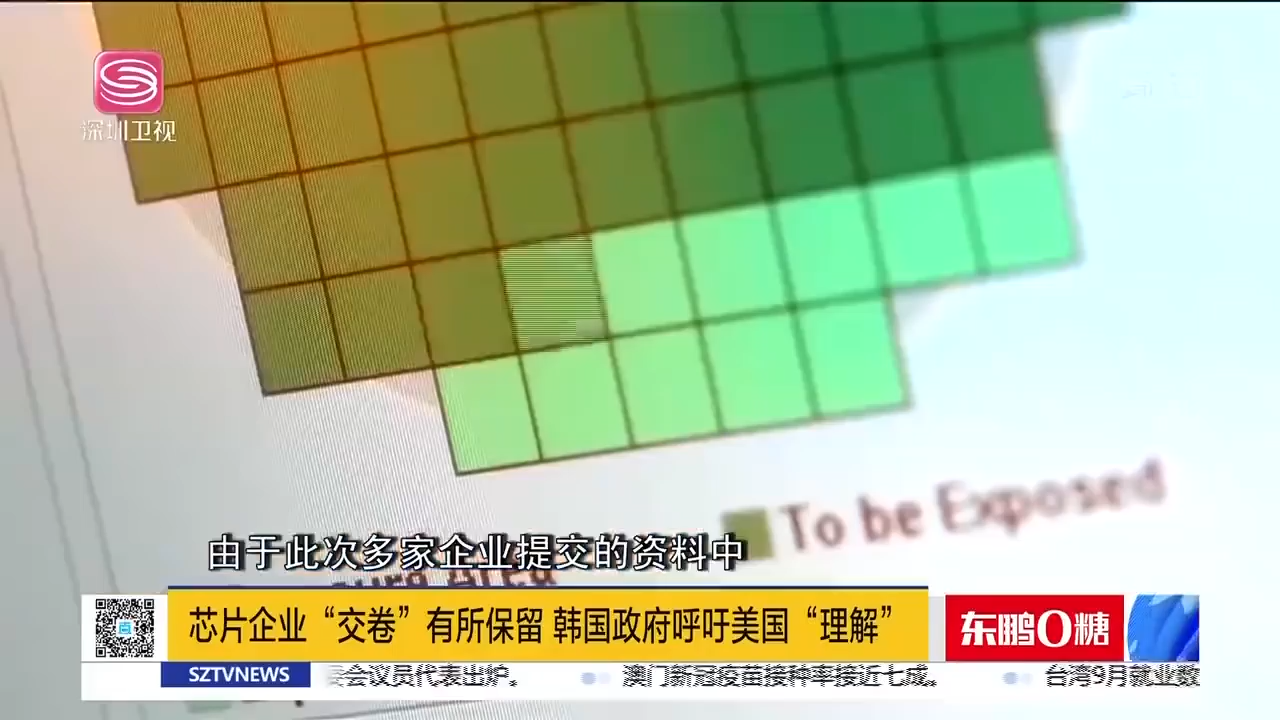 深圳卫视
To be Exposed
由于此次多家企业提交的资料中
Area
芯片企业“交卷”有所保留 韩国政府呼吁美国“理解”
东鹏0糖
SZTVNEWS
会议员代表出炉。 澳门新冠疫苗接种率接近七成。 台湾9月就业数